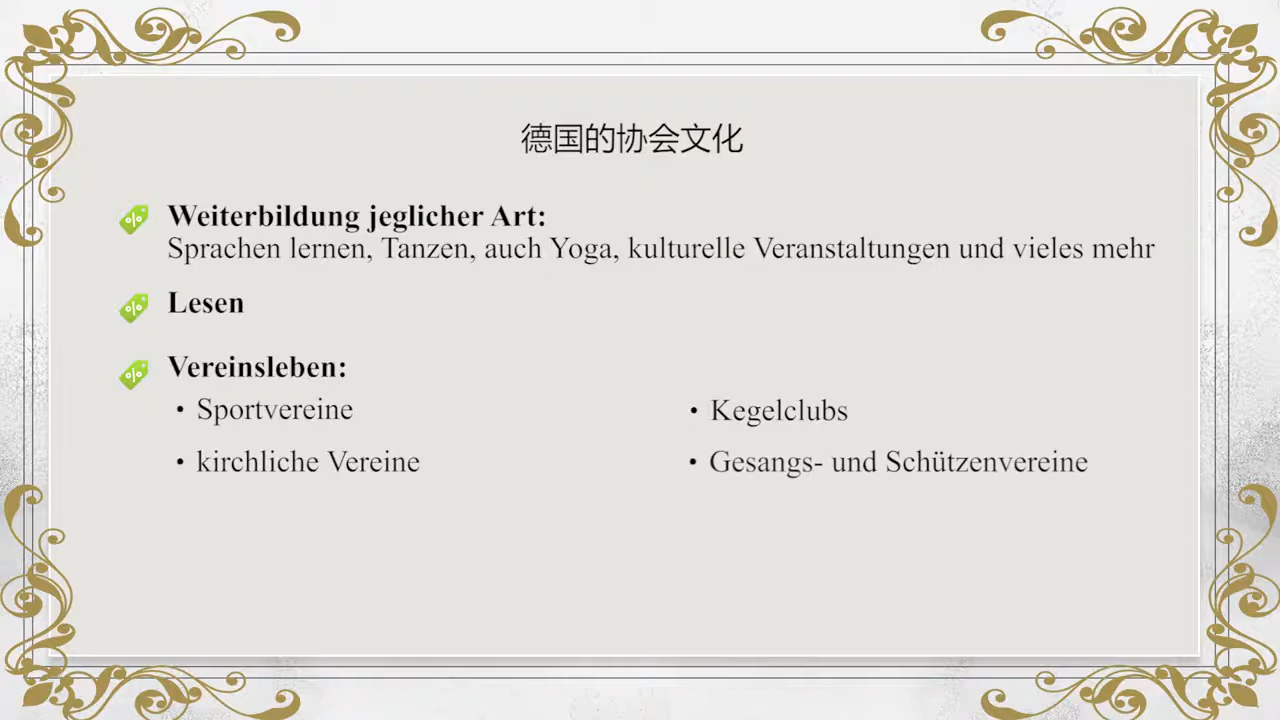 德国的协会文化
Weiterbildung jeglicher Art:
Sprachen lernen, Tanzen, auch Yoga, kulturelle Veranstaltungen und vieles mehr
Lesen
Vereinsleben:
• Sportvereine
• Kegelclubs
• kirchliche Vereine
• Gesangs- und Schützenvereine